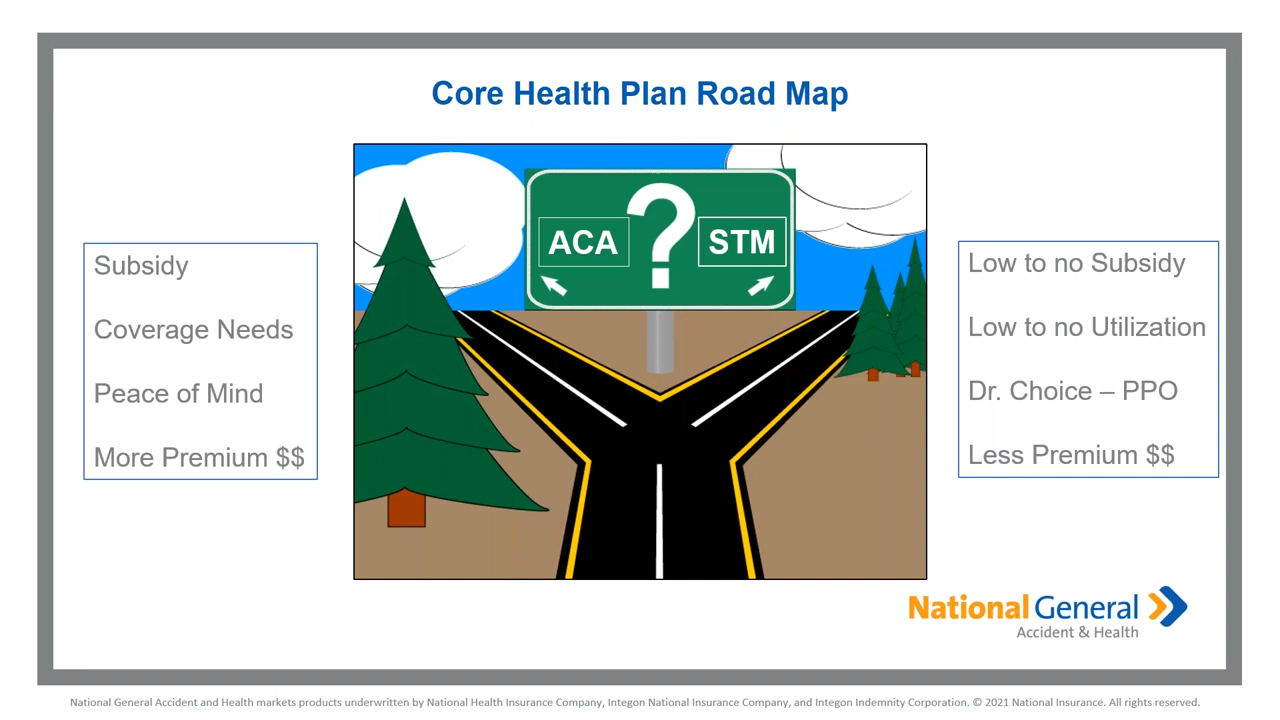 Core Health Plan Road Map
Subsidy
Coverage Needs
Peace of Mind
More Premium $$
ACA
?
STM
Low to no Subsidy
Low to no Utilization
Dr. Choice – PPO
Less Premium $$
National General
Accident & Health
National General Accident and Health markets products underwritten by National Health Insurance Company, Integon National Insurance Company, and Integon Indemnity Corporation. © 2021 National Insurance. All rights reserved.